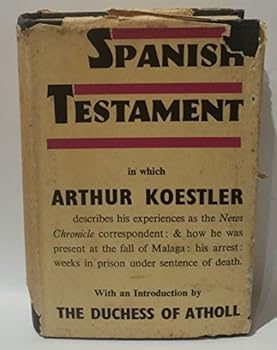 SPANISH
TESTAMENT
in which
ARTHUR KOESTLER
describes his experiences as the News
Chronicle correspondent: & how he was
present at the fall of Malaga: his arrest:
weeks in prison under sentence of death.
With an Introduction by
THE DUCHESS OF ATHOLL